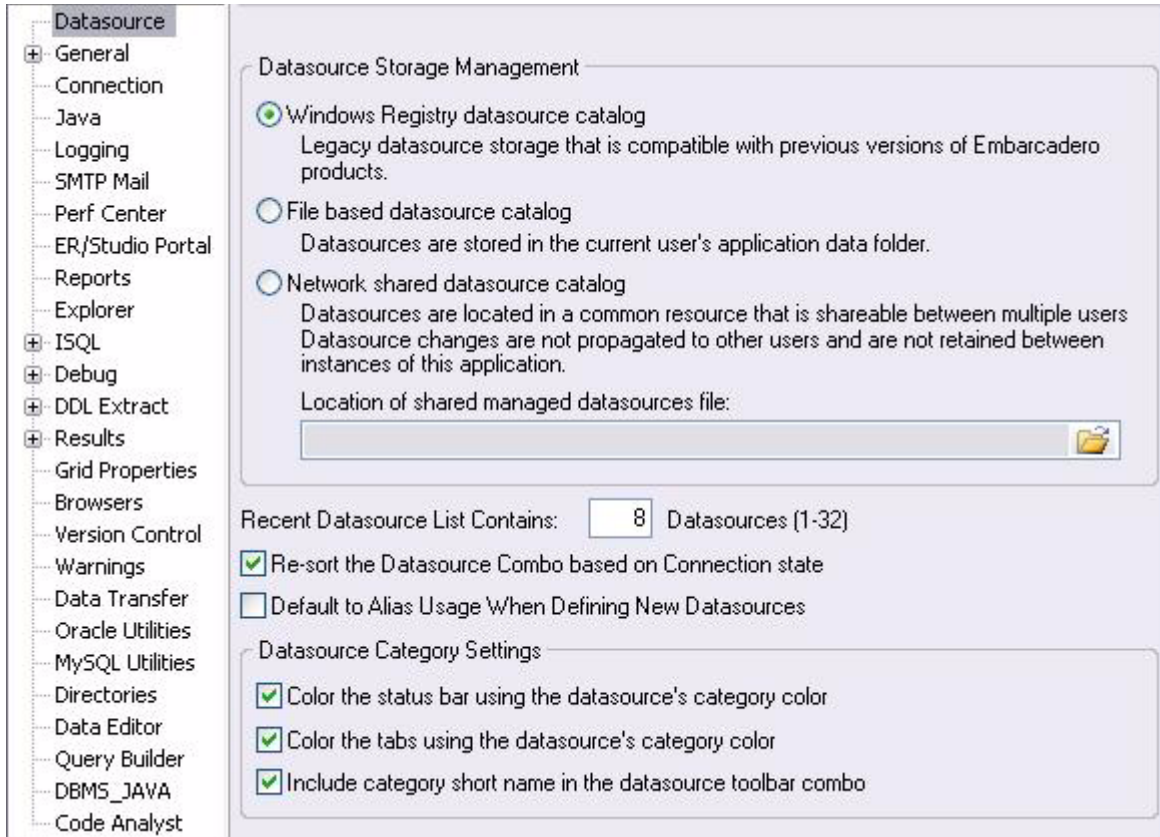 Datasource
General
Connection
Java
Logging
SMTP Mail
Perf Center
ER/Studio Portal
Reports
Explorer
ISQL
Debug
DDL Extract
Results
Grid Properties
Browsers
Version Control
Warnings
Data Transfer
Oracle Utilities
MySQL Utilities
Directories
Data Editor
Query Builder
DBMS_JAVA
Code Analyst
Datasource Storage Management
Windows Registry datasource catalog
Legacy datasource storage that is compatible with previous versions of Embarcadero
products.
File based datasource catalog
Datasources are stored in the current user's application data folder.
Network shared datasource catalog
Datasources are located in a common resource that is shareable between multiple users
Datasource changes are not propagated to other users and are not retained between
instances of this application.
Location of shared managed datasources file:
Recent Datasource List Contains: 8 Datasources (1-32)
Re-sort the Datasource Combo based on Connection state
Default to Alias Usage When Defining New Datasources
Datasource Category Settings
Color the status bar using the datasource's category color
Color the tabs using the datasource's category color
Include category short name in the datasource toolbar combo